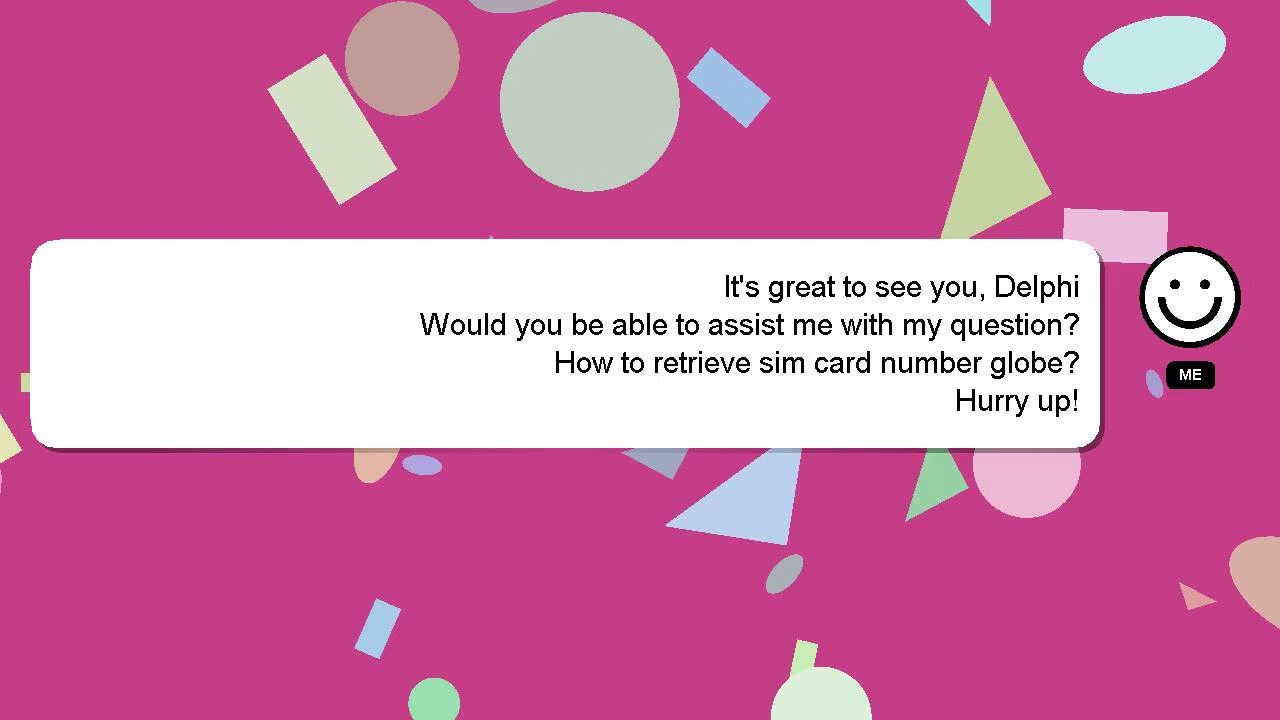 It's great to see you, Delphi
Would you be able to assist me with my question?
How to retrieve sim card number globe?
Hurry up!
ME